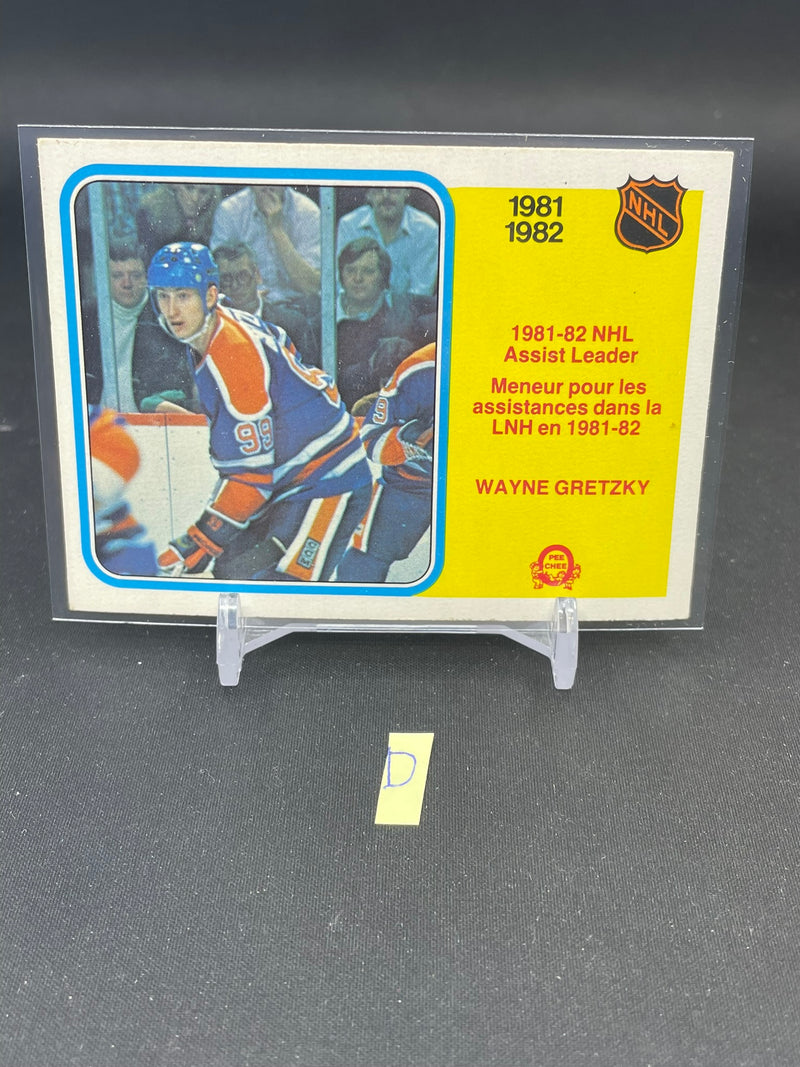 1981
1982
NHL
1981-82 NHL
Assist Leader
Meneur pour les
assistances dans la
LNH en 1981-82
WAYNE GRETZKY
PEE
CHEE
99
9
D